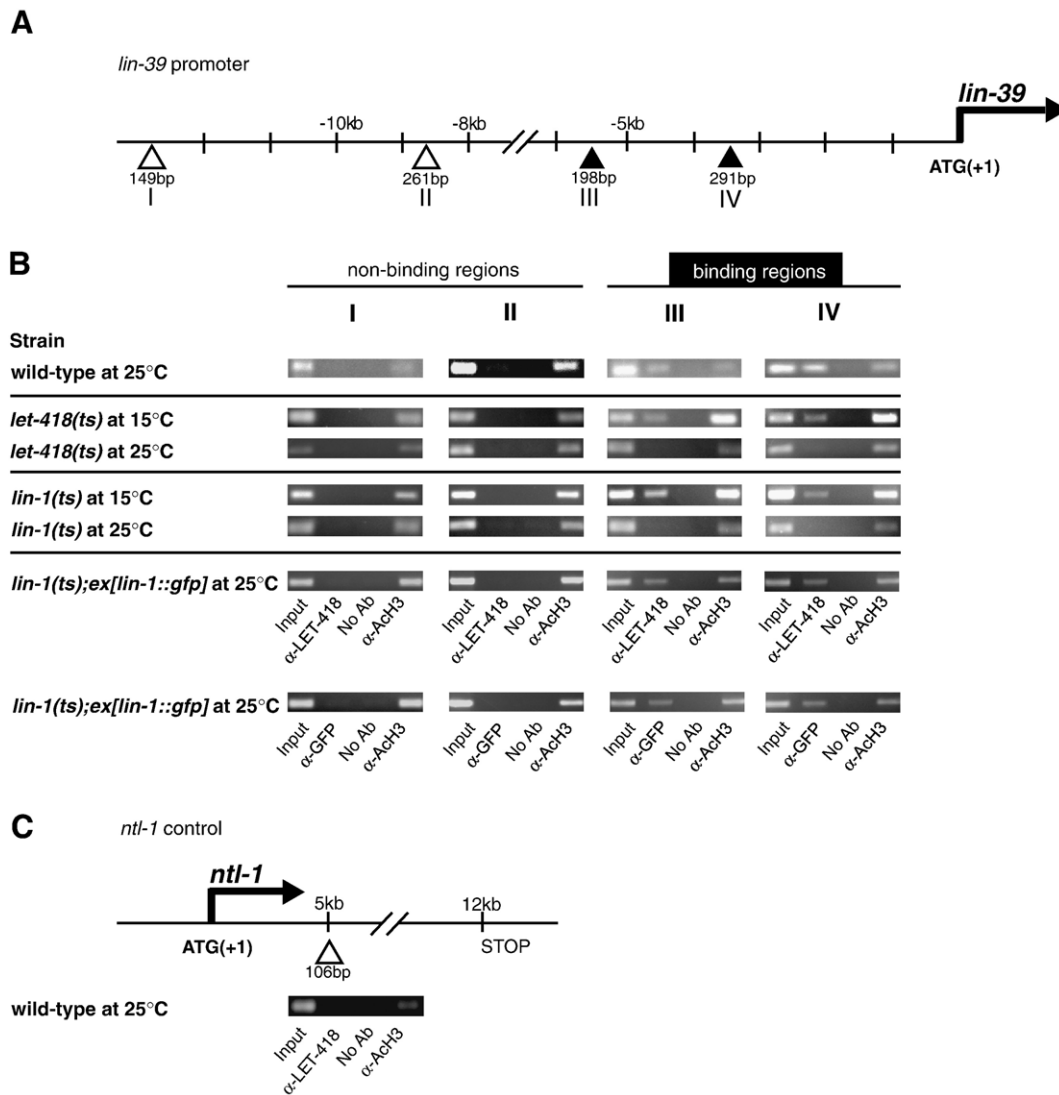 A
lin-39 promoter
lin-39
-10kb -8kb -5kb
149bp 261bp 198bp 291bp ATG(+1)
I II III IV
B
non-binding regions binding regions
I II III IV
Strain
wild-type at 25°C
let-418(ts) at 15°C
let-418(ts) at 25°C
lin-1(ts) at 15°C
lin-1(ts) at 25°C
lin-1(ts);ex[lin-1::gfp] at 25°C
Input α-LET-418 No Ab α-AcH3 Input α-LET-418 No Ab α-AcH3 Input α-LET-418 No Ab α-AcH3 Input α-LET-418 No Ab α-AcH3
lin-1(ts);ex[lin-1::gfp] at 25°C
Input α-GFP No Ab α-AcH3 Input α-GFP No Ab α-AcH3 Input α-GFP No Ab α-AcH3 Input α-GFP No Ab α-AcH3
C
ntl-1 control
ntl-1
5kb 12kb
ATG(+1) STOP
106bp
wild-type at 25°C
Input α-LET-418 No Ab α-AcH3